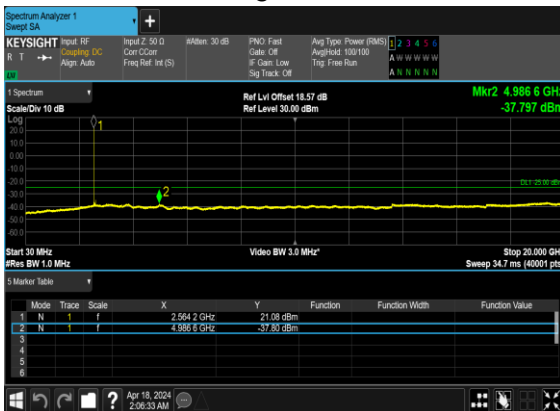 Spectrum Analyzer 1
Swept SA
KEYSIGHT Input: RF Input Z: 50 Ω #Atten: 30 dB PNO: Fast Avg Type: Power (RMS) 1 2 3 4 5 6
R T Coupling: DC Corr CCorr Gate: Off Avg|Hold: 100/100 A W W W W W
Align: Auto Freq Ref: Int (S) IF Gain: Low Trig: Free Run
LV Sig Track: Off A N N N N N
1 Spectrum Ref Lvl Offset 18.57 dB Mkr2 4.986 6 GHz
Scale/Div 10 dB Ref Level 30.00 dBm -37.797 dBm
Log
20.0
10.0
0.00
-10.0
-20.0
-30.0
-40.0
-50.0
-60.0
1
2
DL1 -25.00 dBm
Start 30 MHz Video BW 3.0 MHz* Stop 20.000 GHz
#Res BW 1.0 MHz Sweep 34.7 ms (40001 pts)
5 Marker Table
Mode Trace Scale X Y Function Function Width Function Value
1 N 1 f 2.564 2 GHz 21.08 dBm
2 N 1 f 4.986 6 GHz -37.80 dBm
3
4
5
6
? Apr 18, 2024
2:06:33 AM